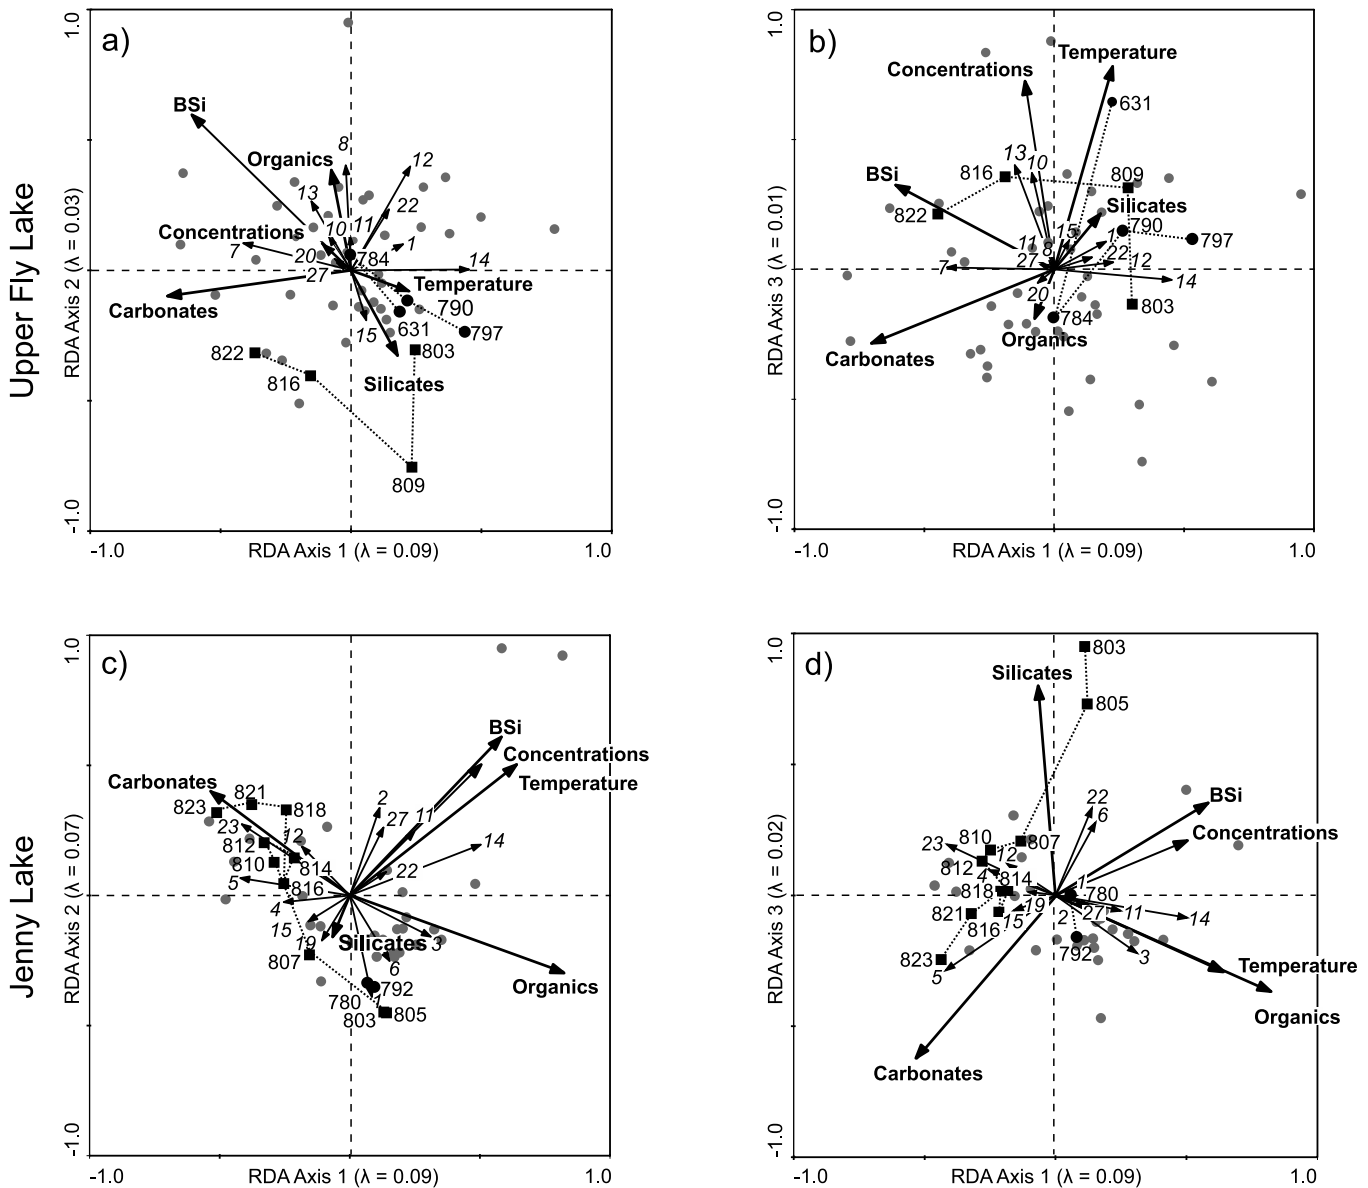 Upper Fly Lake
a)
1.0
RDA Axis 2 (λ = 0.03)
-1.0
BSi
Organics
8
12
13
22
10
11
Concentrations
1
7
20
784
14
27
Temperature
Carbonates
790
15
631
797
822
803
816
Silicates
809
-1.0
RDA Axis 1 (λ = 0.09)
1.0
b)
1.0
RDA Axis 3 (λ = 0.01)
-1.0
Temperature
Concentrations
631
13
10
816
809
BSi
822
Silicates
790
15
1
797
11
8
22
12
7
27
14
20
784
803
Organics
Carbonates
-1.0
RDA Axis 1 (λ = 0.09)
1.0
Jenny Lake
c)
1.0
RDA Axis 2 (λ = 0.07)
-1.0
BSi
Concentrations
Carbonates
Temperature
821
823
818
2
23
27
11
12
812
14
810
814
22
5
816
4
15
19
Silicates
3
807
6
780
792
1
Organics
803
805
-1.0
RDA Axis 1 (λ = 0.09)
1.0
d)
1.0
RDA Axis 3 (λ = 0.02)
-1.0
803
Silicates
805
22
BSi
6
810
807
Concentrations
23
12
812
4
814
1
818
780
19
27
11
821
15
2
14
816
792
3
823
5
Temperature
Organics
Carbonates
-1.0
RDA Axis 1 (λ = 0.09)
1.0